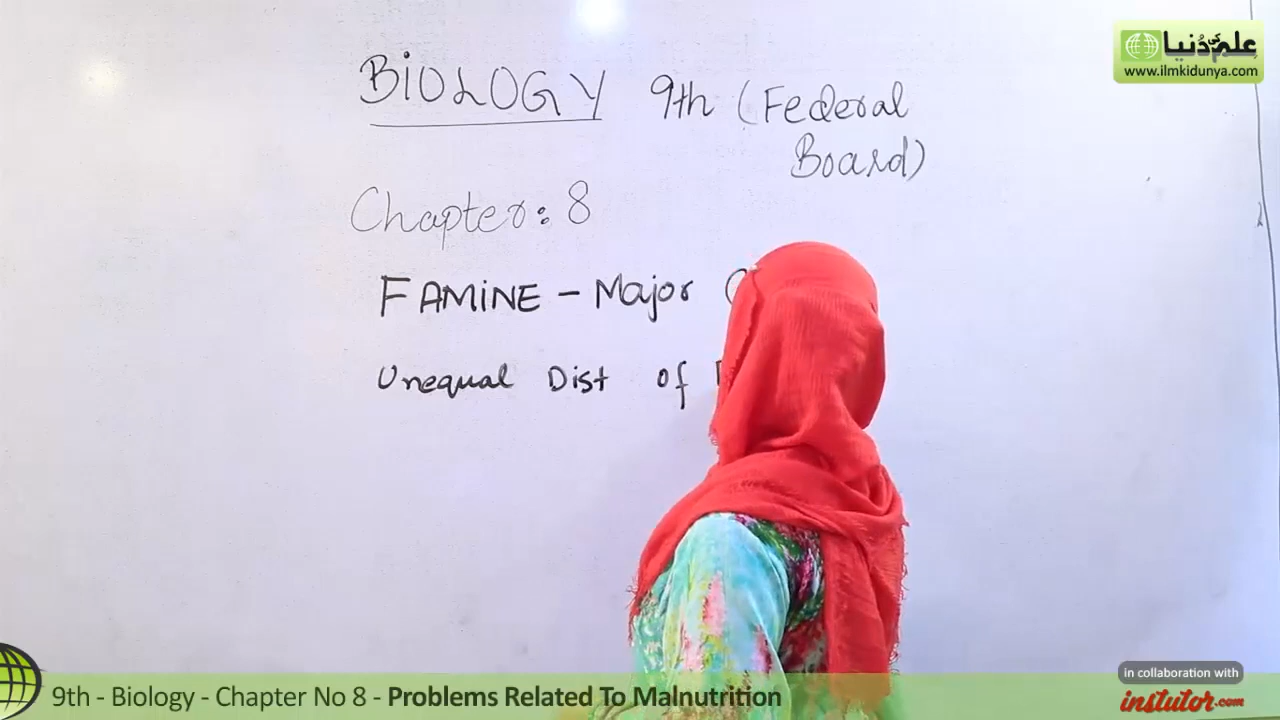 BiOLOGY 9th (Federal
Board)
Chapter: 8
FAMiNE - Major
Unequal Dist of
علم کی دُنیا
www.ilmkidunya.com
9th - Biology - Chapter No 8 - Problems Related To Malnutrition
in collaboration with
instutor.com